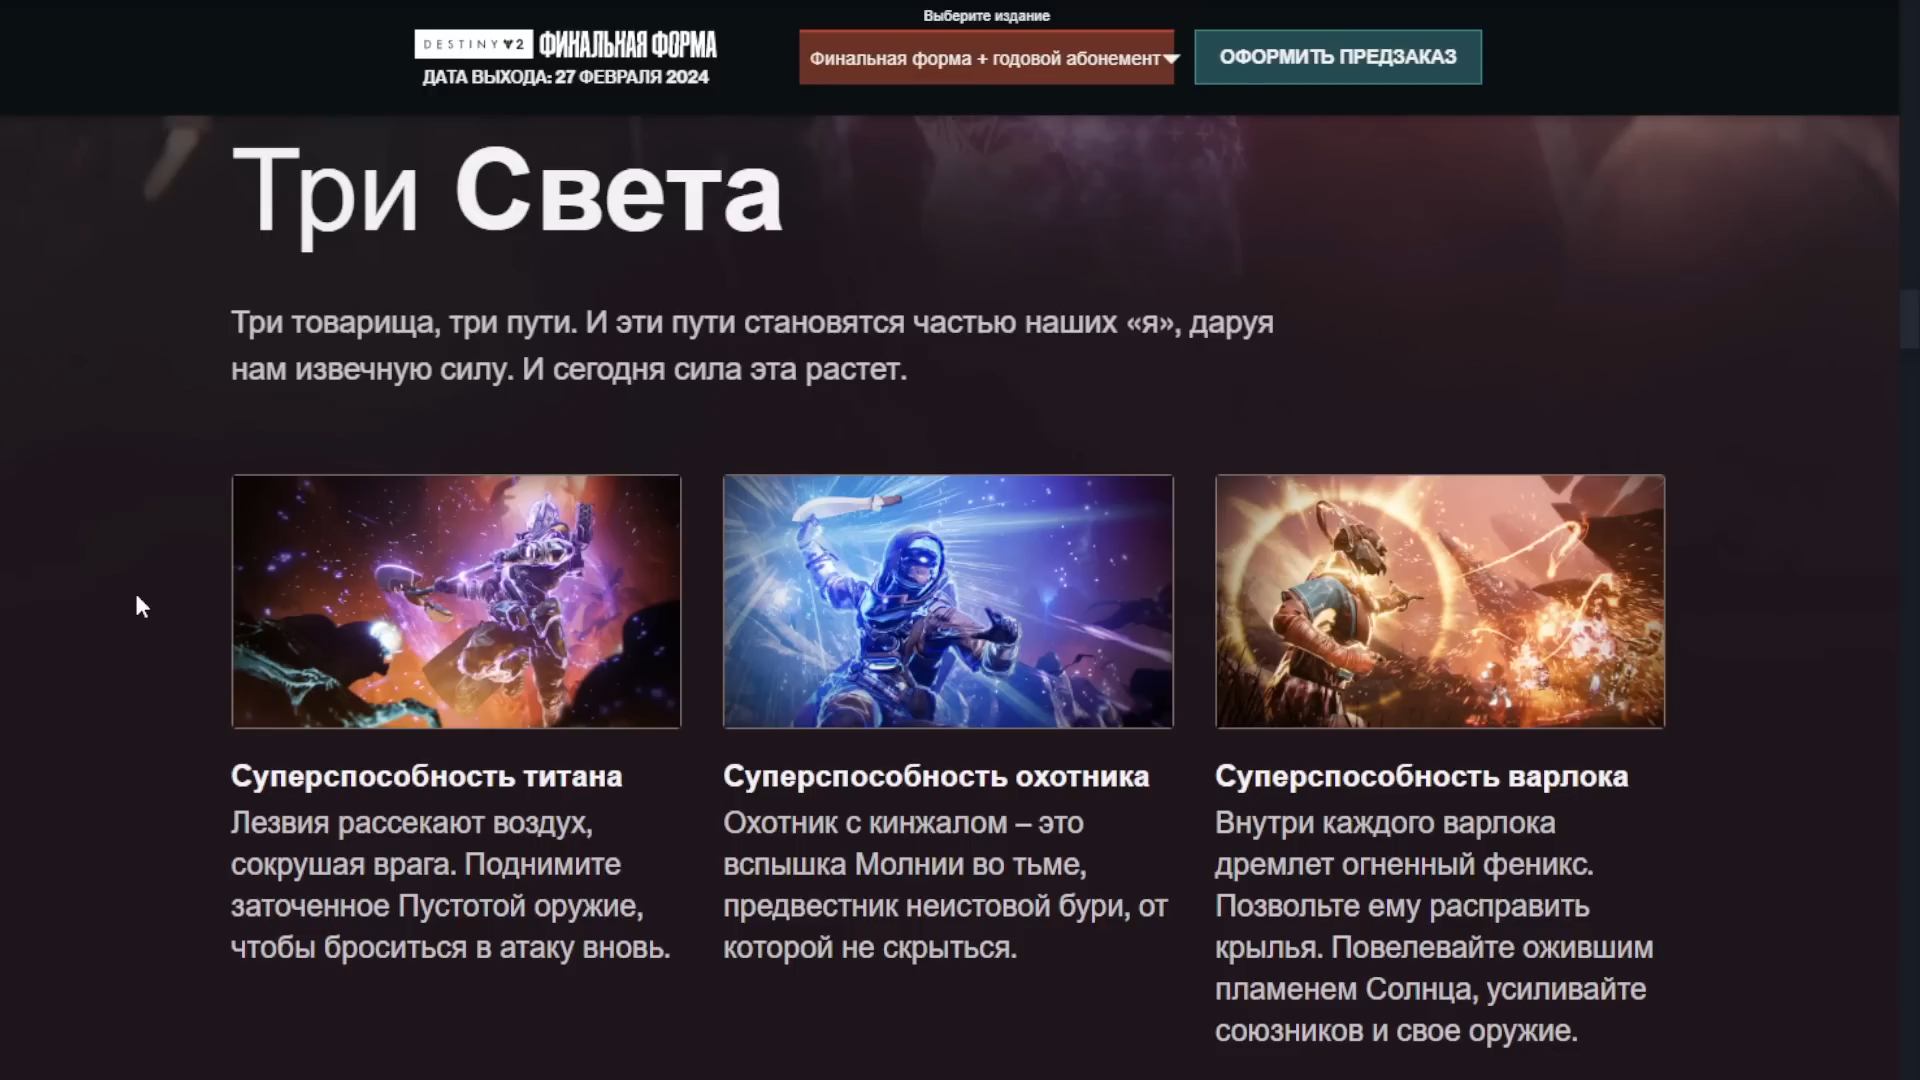 Выберите издание
DESTINY 2 ФИНАЛЬНАЯ ФОРМА
ДАТА ВЫХОДА: 27 ФЕВРАЛЯ 2024
Финальная форма + годовой абонемент
ОФОРМИТЬ ПРЕДЗАКАЗ
Три Света
Три товарища, три пути. И эти пути становятся частью наших «я», даруя
нам извечную силу. И сегодня сила эта растет.
Суперспособность титана
Лезвия рассекают воздух,
сокрушая врага. Поднимите
заточенное Пустотой оружие,
чтобы броситься в атаку вновь.
Суперспособность охотника
Охотник с кинжалом – это
вспышка Молнии во тьме,
предвестник неистовой бури, от
которой не скрыться.
Суперспособность варлока
Внутри каждого варлока
дремлет огненный феникс.
Позвольте ему расправить
крылья. Повелевайте ожившим
пламенем Солнца, усиливайте
союзников и свое оружие.